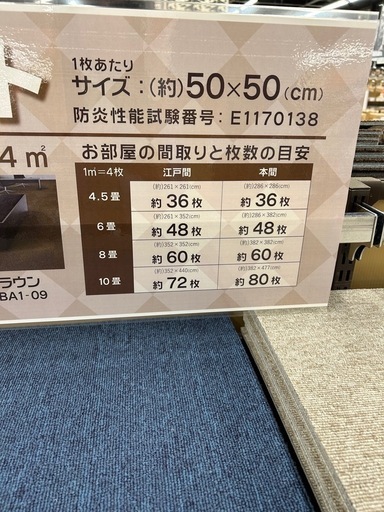 ト
1枚あたり
サイズ:(約)50×50(cm)
防炎性能試験番号:E1170138
4㎡
お部屋の間取りと枚数の目安
1㎡=4枚 江戸間 本間
4.5畳 (約)261×261(cm) 約36枚 (約)286×286(cm) 約36枚
6畳 (約)261×352(cm) 約48枚 (約)286×382(cm) 約48枚
8畳 (約)352×352(cm) 約60枚 (約)382×382(cm) 約60枚
10畳 (約)352×440(cm) 約72枚 (約)382×477(cm) 約80枚
ラウン
BA1-09